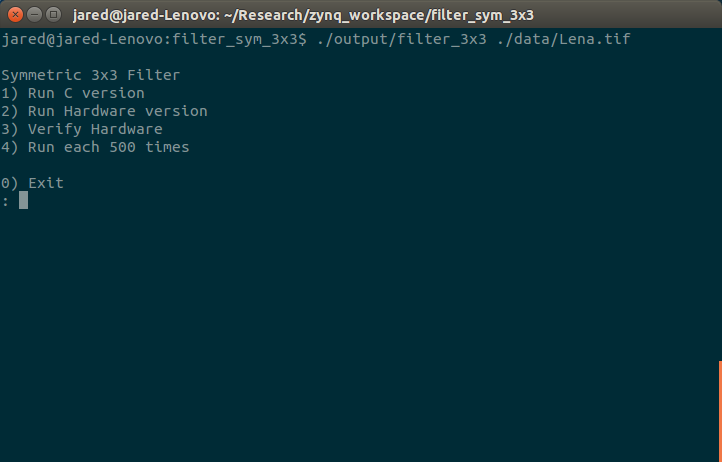 jared@jared-Lenovo: ~/Research/zynq_workspace/filter_sym_3x3
jared@jared-Lenovo:filter_sym_3x3$ ./output/filter_3x3 ./data/Lena.tif
Symmetric 3x3 Filter
1) Run C version
2) Run Hardware version
3) Verify Hardware
4) Run each 500 times
0) Exit
: